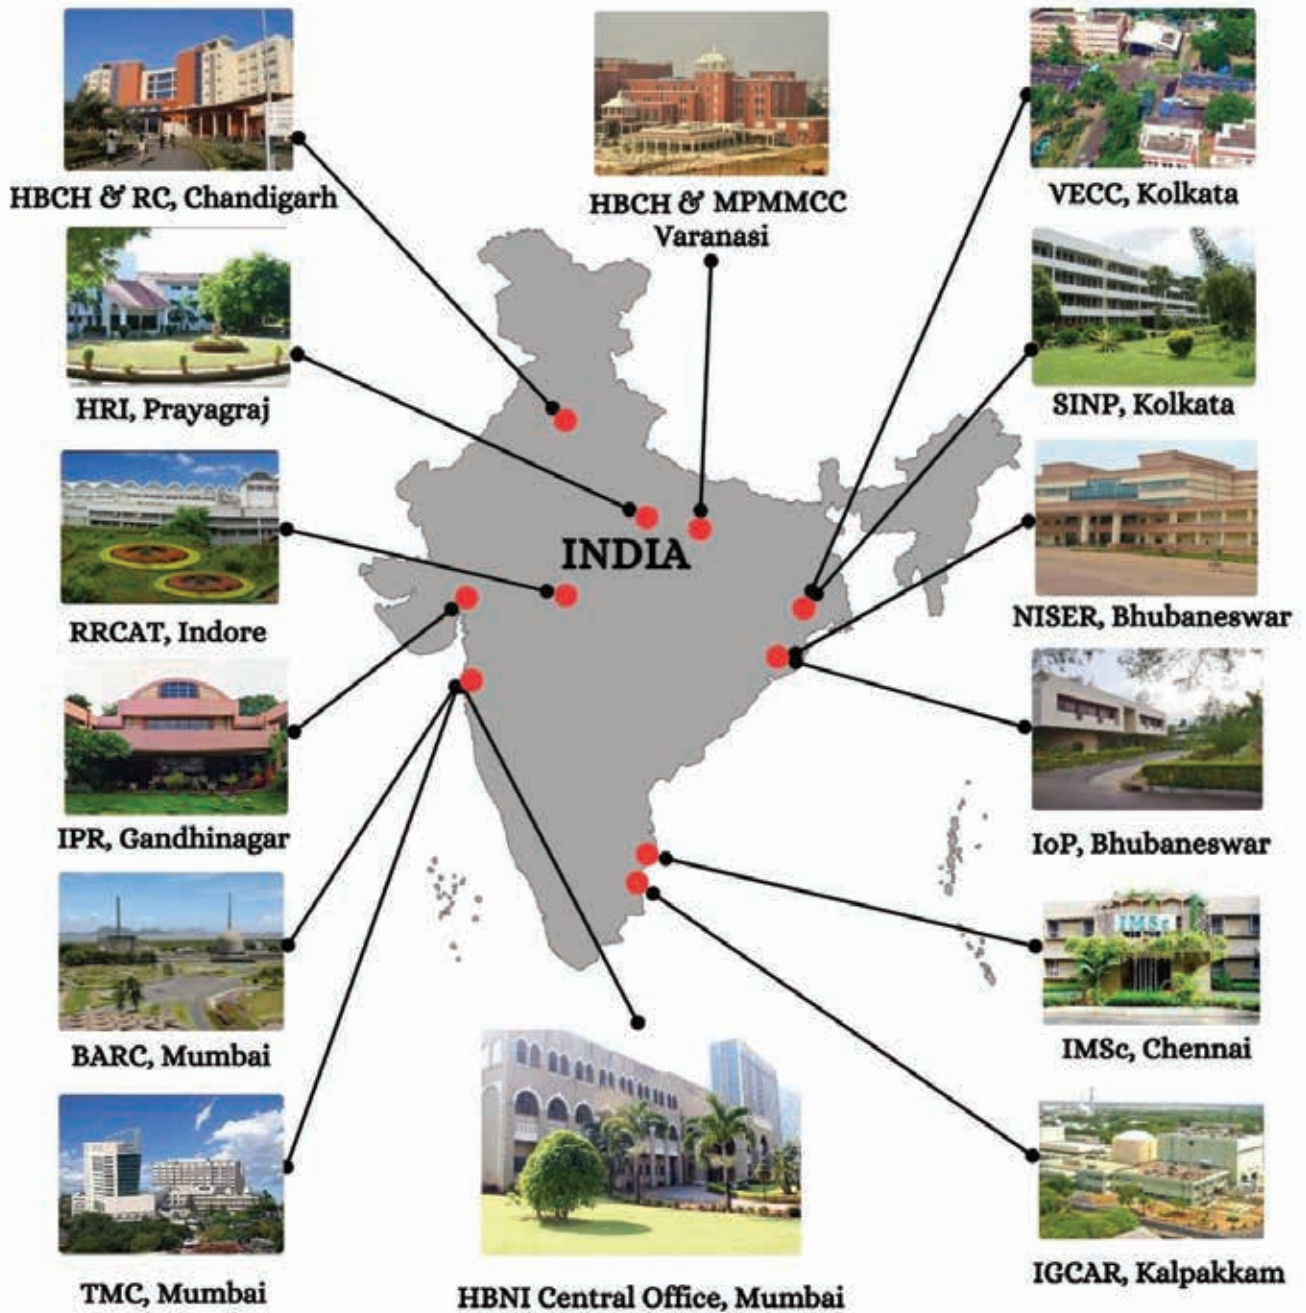 HBCH & RC, Chandigarh
HBCH & MPMMCC
Varanasi
VECC, Kolkata
HRI, Prayagraj
SINP, Kolkata
INDIA
RRCAT, Indore
NISER, Bhubaneswar
IPR, Gandhinagar
IoP, Bhubaneswar
IMSc
BARC, Mumbai
IMSc, Chennai
TMC, Mumbai
HBNI Central Office, Mumbai
IGCAR, Kalpakkam